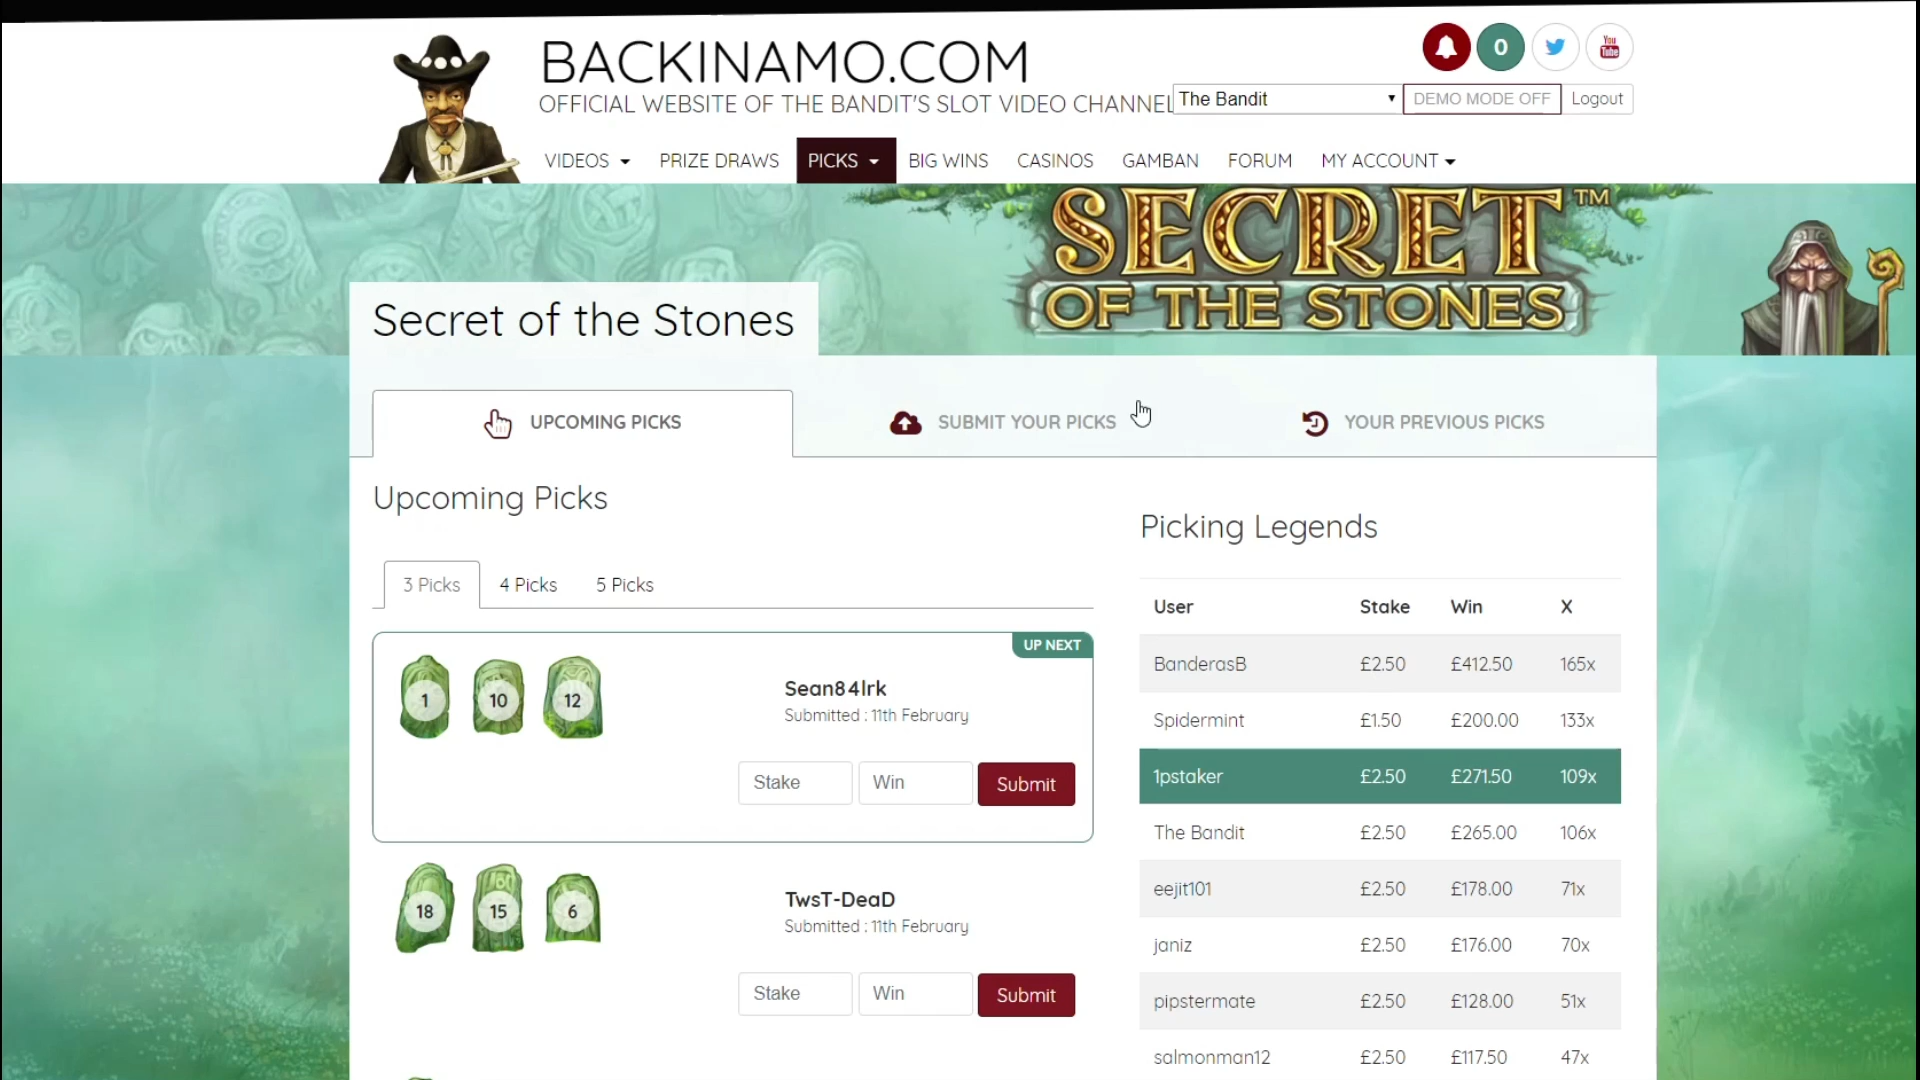 BACKINAMO.COM
OFFICIAL WEBSITE OF THE BANDIT'S SLOT VIDEO CHANNEL
0
You
Tube
The Bandit
DEMO MODE OFF
Logout
VIDEOS
PRIZE DRAWS
PICKS
BIG WINS
CASINOS
GAMBAN
FORUM
MY ACCOUNT
SECRET™
OF THE STONES
Secret of the Stones
UPCOMING PICKS
SUBMIT YOUR PICKS
YOUR PREVIOUS PICKS
Upcoming Picks
3 Picks
4 Picks
5 Picks
UP NEXT
1 10 12
Sean84lrk
Submitted : 11th February
Stake
Win
Submit
18 15 6
TwsT-DeaD
Submitted : 11th February
Stake
Win
Submit
Picking Legends
User Stake Win X
BanderasB £2.50 £412.50 165x
Spidermint £1.50 £200.00 133x
1pstaker £2.50 £271.50 109x
The Bandit £2.50 £265.00 106x
eejit101 £2.50 £178.00 71x
janiz £2.50 £176.00 70x
pipstermate £2.50 £128.00 51x
salmonman12 £2.50 £117.50 47x